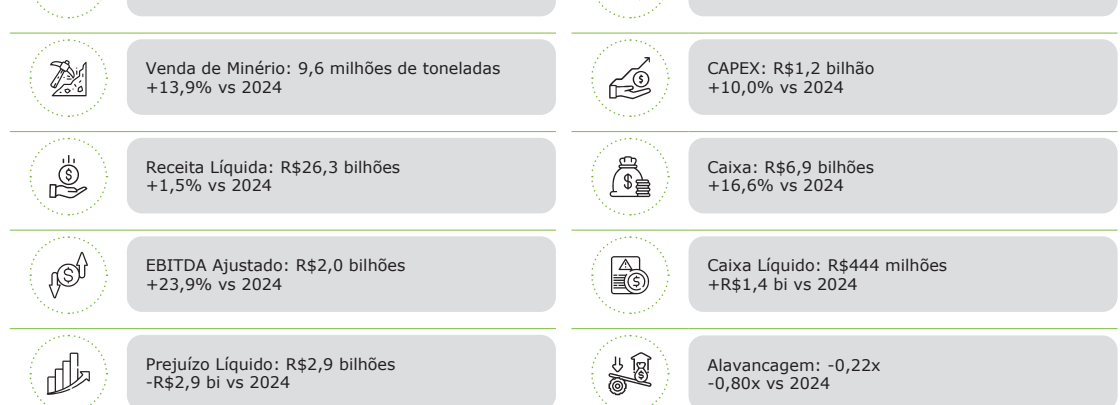 Venda de Minério: 9,6 milhões de toneladas
+13,9% vs 2024
CAPEX: R$1,2 bilhão
+10,0% vs 2024
Receita Líquida: R$26,3 bilhões
+1,5% vs 2024
Caixa: R$6,9 bilhões
+16,6% vs 2024
EBITDA Ajustado: R$2,0 bilhões
+23,9% vs 2024
Caixa Líquido: R$444 milhões
+R$1,4 bi vs 2024
Prejuízo Líquido: R$2,9 bilhões
-R$2,9 bi vs 2024
Alavancagem: -0,22x
-0,80x vs 2024